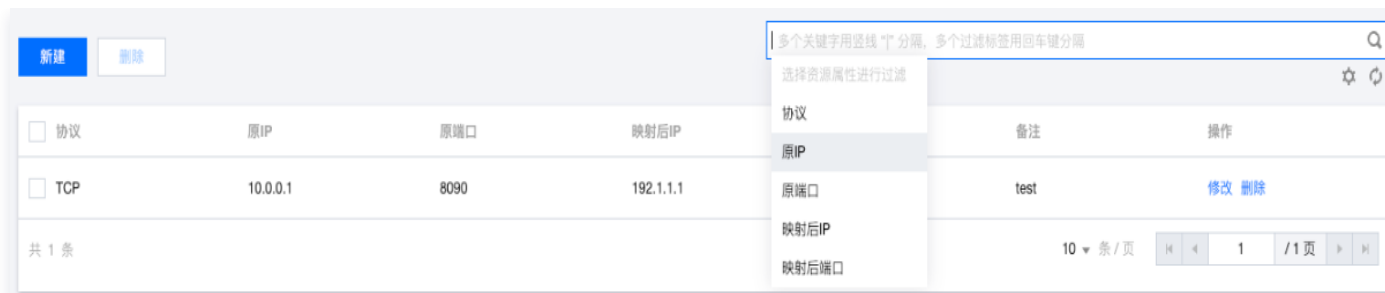 多个关键字用竖线 "|" 分隔，多个过滤标签用回车键分隔
新建 删除
选择资源属性进行过滤
协议
原IP
原端口
映射后IP
映射后端口
协议 原IP 原端口 映射后IP 备注 操作
TCP 10.0.0.1 8090 192.1.1.1 test 修改 删除
共 1 条
10 条 / 页 1 / 1 页